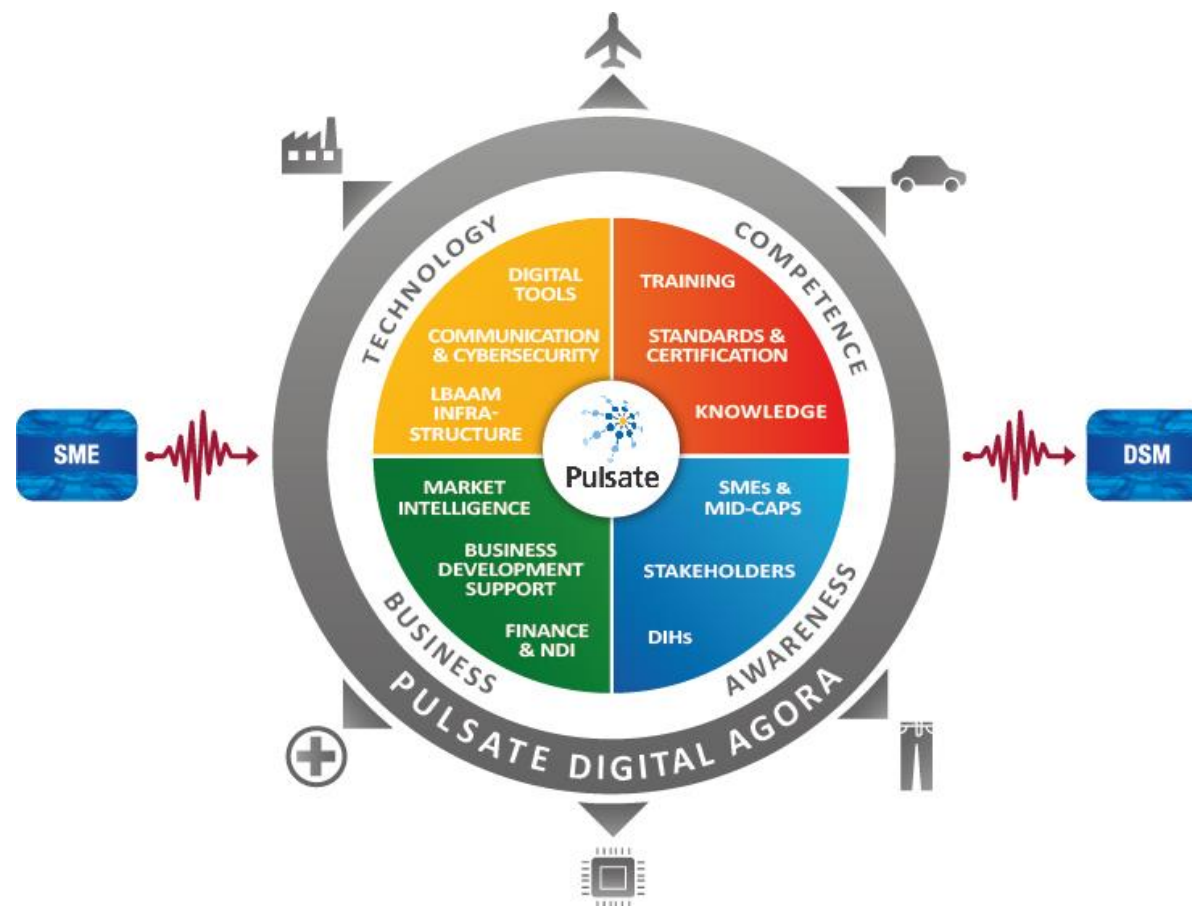 TECHNOLOGY
COMPETENCE
DIGITAL
TOOLS
COMMUNICATION
& CYBERSECURITY
LBAAM
INFRA-
STRUCTURE
TRAINING
STANDARDS &
CERTIFICATION
KNOWLEDGE
SME
Pulsate
DSM
MARKET
INTELLIGENCE
BUSINESS
DEVELOPMENT
SUPPORT
FINANCE
& NDI
SMEs &
MID-CAPS
STAKEHOLDERS
DIHs
BUSINESS
AWARENESS
PULSATE DIGITAL AGORA